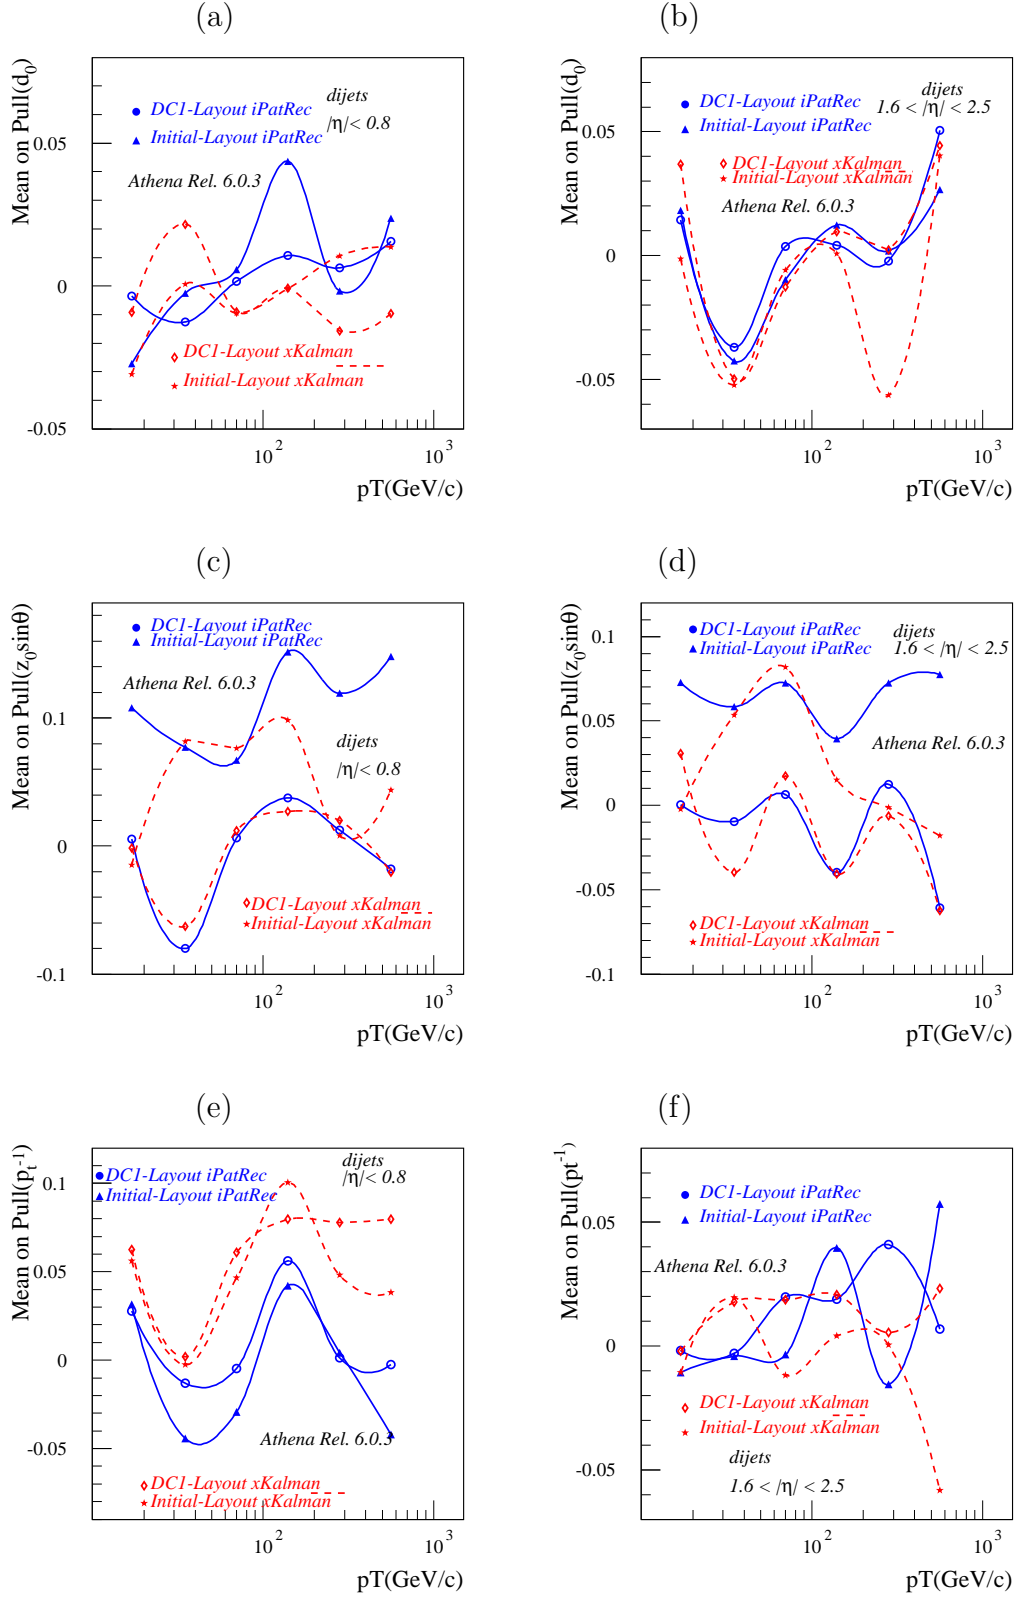 (a)
Mean on Pull(d0)
DC1-Layout iPatRec
Initial-Layout iPatRec
dijets
|η|< 0.8
Athena Rel. 6.0.3
DC1-Layout xKalman
Initial-Layout xKalman
0.05
0
-0.05
10^2
10^3
pT(GeV/c)
(b)
Mean on Pull(d0)
DC1-Layout iPatRec
Initial-Layout iPatRec
dijets
1.6 < |η| < 2.5
DC1-Layout xKalman
Initial-Layout xKalman
Athena Rel. 6.0.3
0.05
0
-0.05
10^2
10^3
pT(GeV/c)
(c)
Mean on Pull(z0sinθ)
DC1-Layout iPatRec
Initial-Layout iPatRec
Athena Rel. 6.0.3
dijets
|η|< 0.8
DC1-Layout xKalman
Initial-Layout xKalman
0.1
0
-0.1
10^2
10^3
pT(GeV/c)
(d)
Mean on Pull(z0sinθ)
DC1-Layout iPatRec
Initial-Layout iPatRec
dijets
1.6 < |η| < 2.5
Athena Rel. 6.0.3
DC1-Layout xKalman
Initial-Layout xKalman
0.1
0.05
0
-0.05
-0.1
10^2
10^3
pT(GeV/c)
(e)
Mean on Pull(pt^-1)
DC1-Layout iPatRec
Initial-Layout iPatRec
dijets
|η|< 0.8
Athena Rel. 6.0.3
DC1-Layout xKalman
Initial-Layout xKalman
0.1
0.05
0
-0.05
10^2
10^3
pT(GeV/c)
(f)
Mean on Pull(pt^-1)
DC1-Layout iPatRec
Initial-Layout iPatRec
Athena Rel. 6.0.3
DC1-Layout xKalman
Initial-Layout xKalman
dijets
1.6 < |η| < 2.5
0.05
0
-0.05
10^2
10^3
pT(GeV/c)